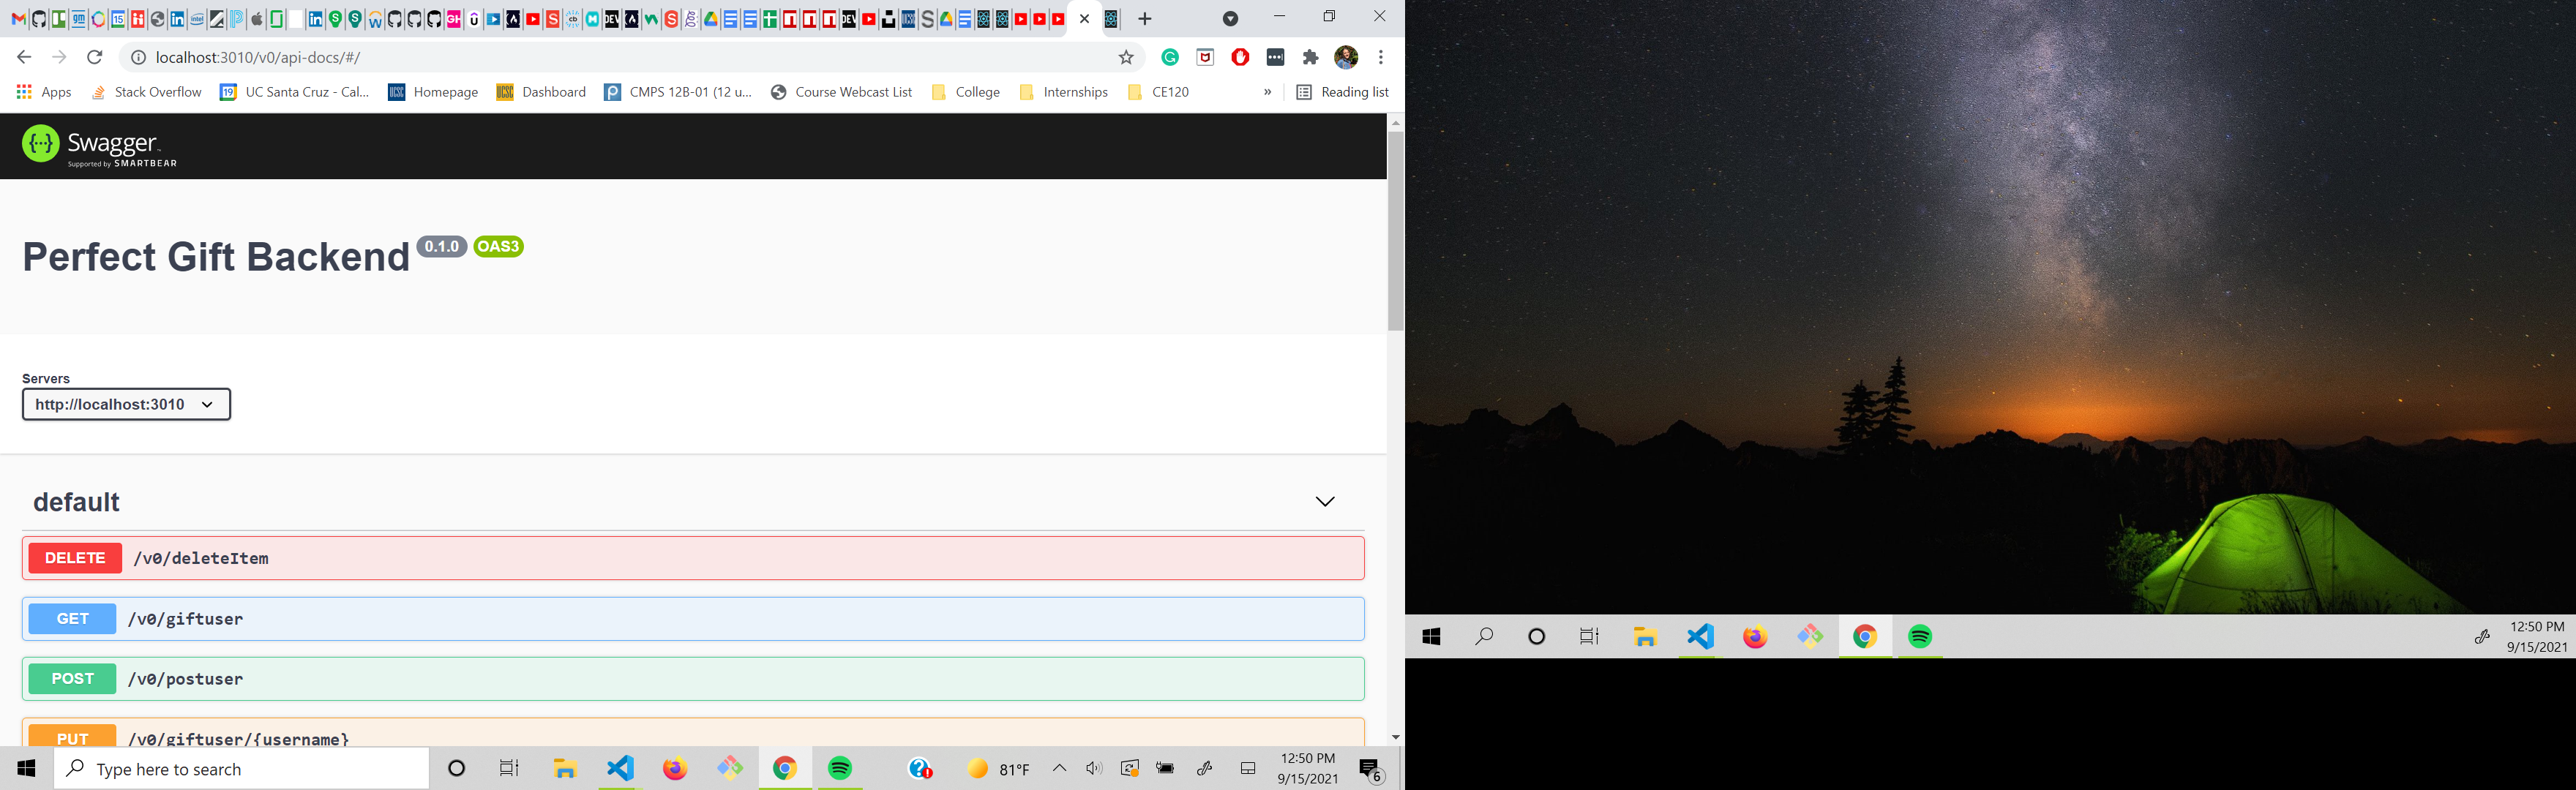 localhost:3010/v0/api-docs/#/
Apps
Stack Overflow
UC Santa Cruz - Cal...
Homepage
Dashboard
CMPS 12B-01 (12 u...
Course Webcast List
College
Internships
CE120
»
Reading list
Swagger
Supported by SMARTBEAR
Perfect Gift Backend 0.1.0 OAS3
Servers
http://localhost:3010
default
DELETE /v0/deleteItem
GET /v0/giftuser
POST /v0/postuser
PUT /v0/giftuser/{username}
Type here to search
81°F
12:50 PM
9/15/2021
6
12:50 PM
9/15/2021